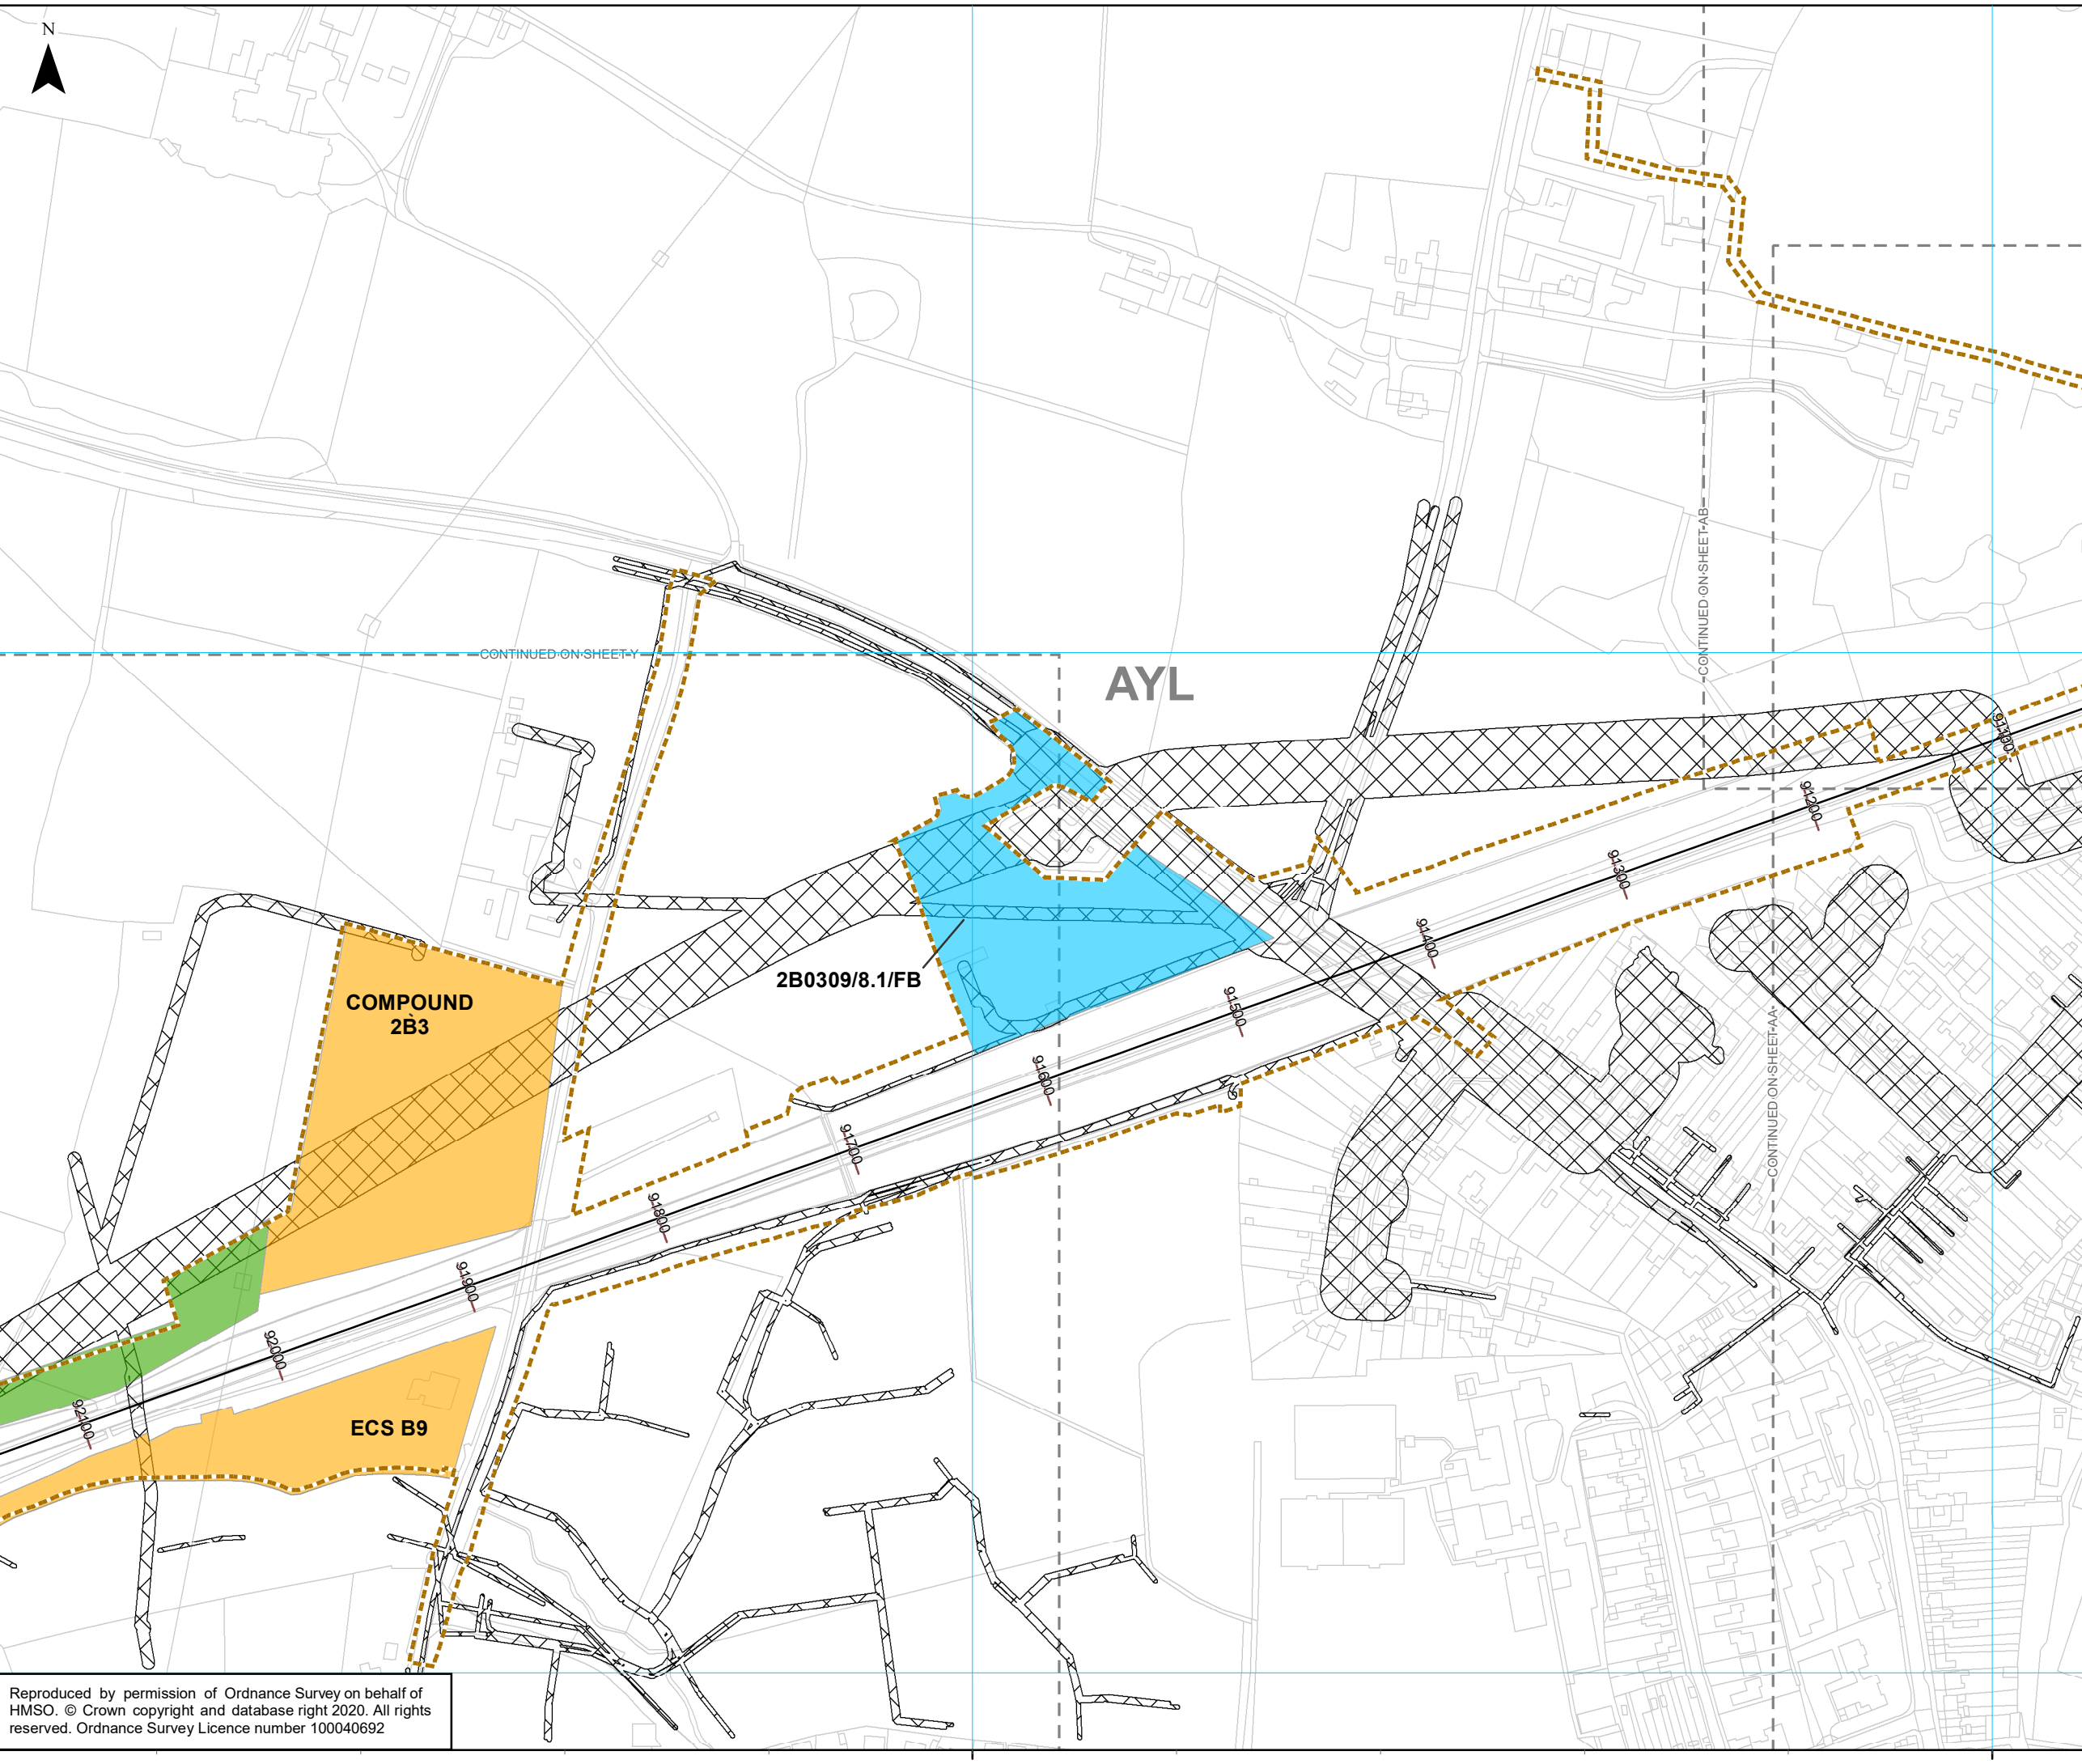 N
CONTINUED ON SHEET AB
CONTINUED ON SHEET Y
AYL
91100
91200
91300
91400
2B0309/8.1/FB
COMPOUND
2B3
91500
91600
CONTINUED ON SHEET AA
91700
91800
91900
92000
92100
ECS B9
Reproduced by permission of Ordnance Survey on behalf of
HMSO. © Crown copyright and database right 2020. All rights
reserved. Ordnance Survey Licence number 100040692